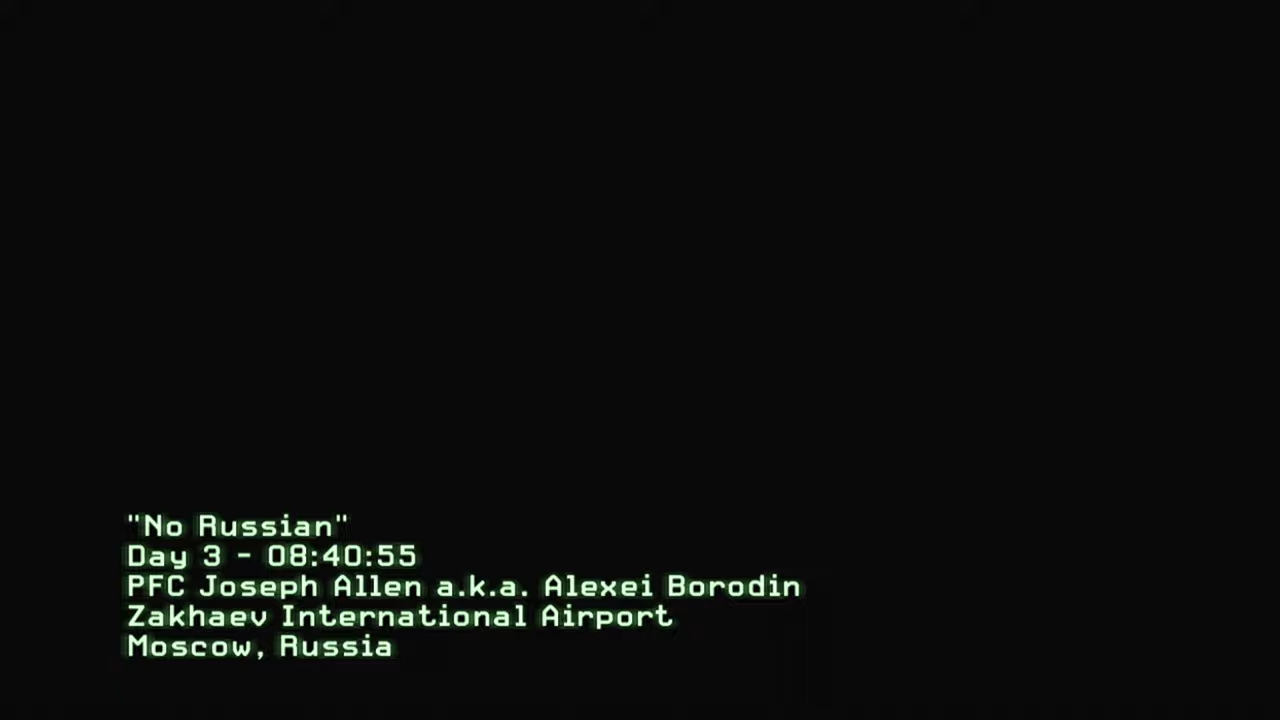 "No Russian"
Day 3 - 08:40:55
PFC Joseph Allen a.k.a. Alexei Borodin
Zakhaev International Airport
Moscow, Russia